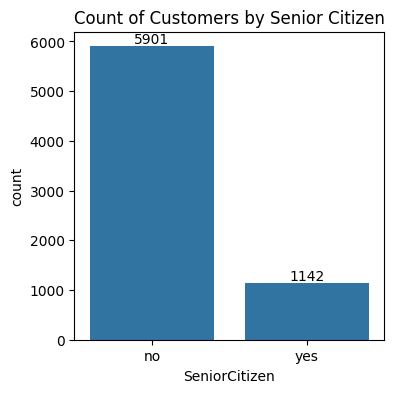 Count of Customers by Senior Citizen
6000
5901
5000
4000
count
3000
2000
1142
1000
0
no yes
SeniorCitizen